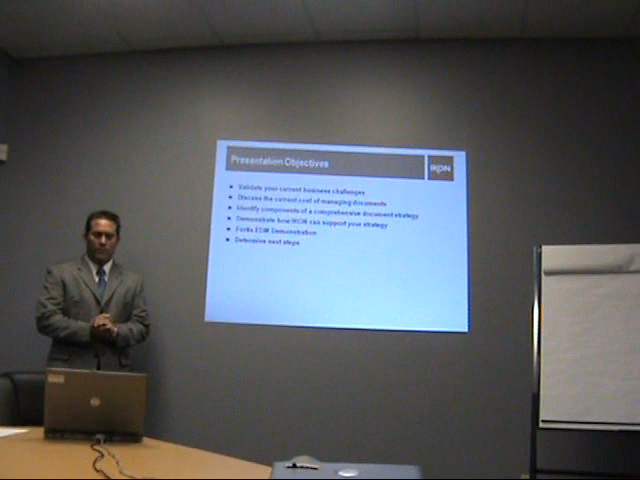 Presentation Objectives
IKON
Validate your current business challenges
Discuss the current cost of managing documents
Identify components of a comprehensive document strategy
Demonstrate how IKON can support your strategy
Fortis EDM Demonstration
Determine next steps